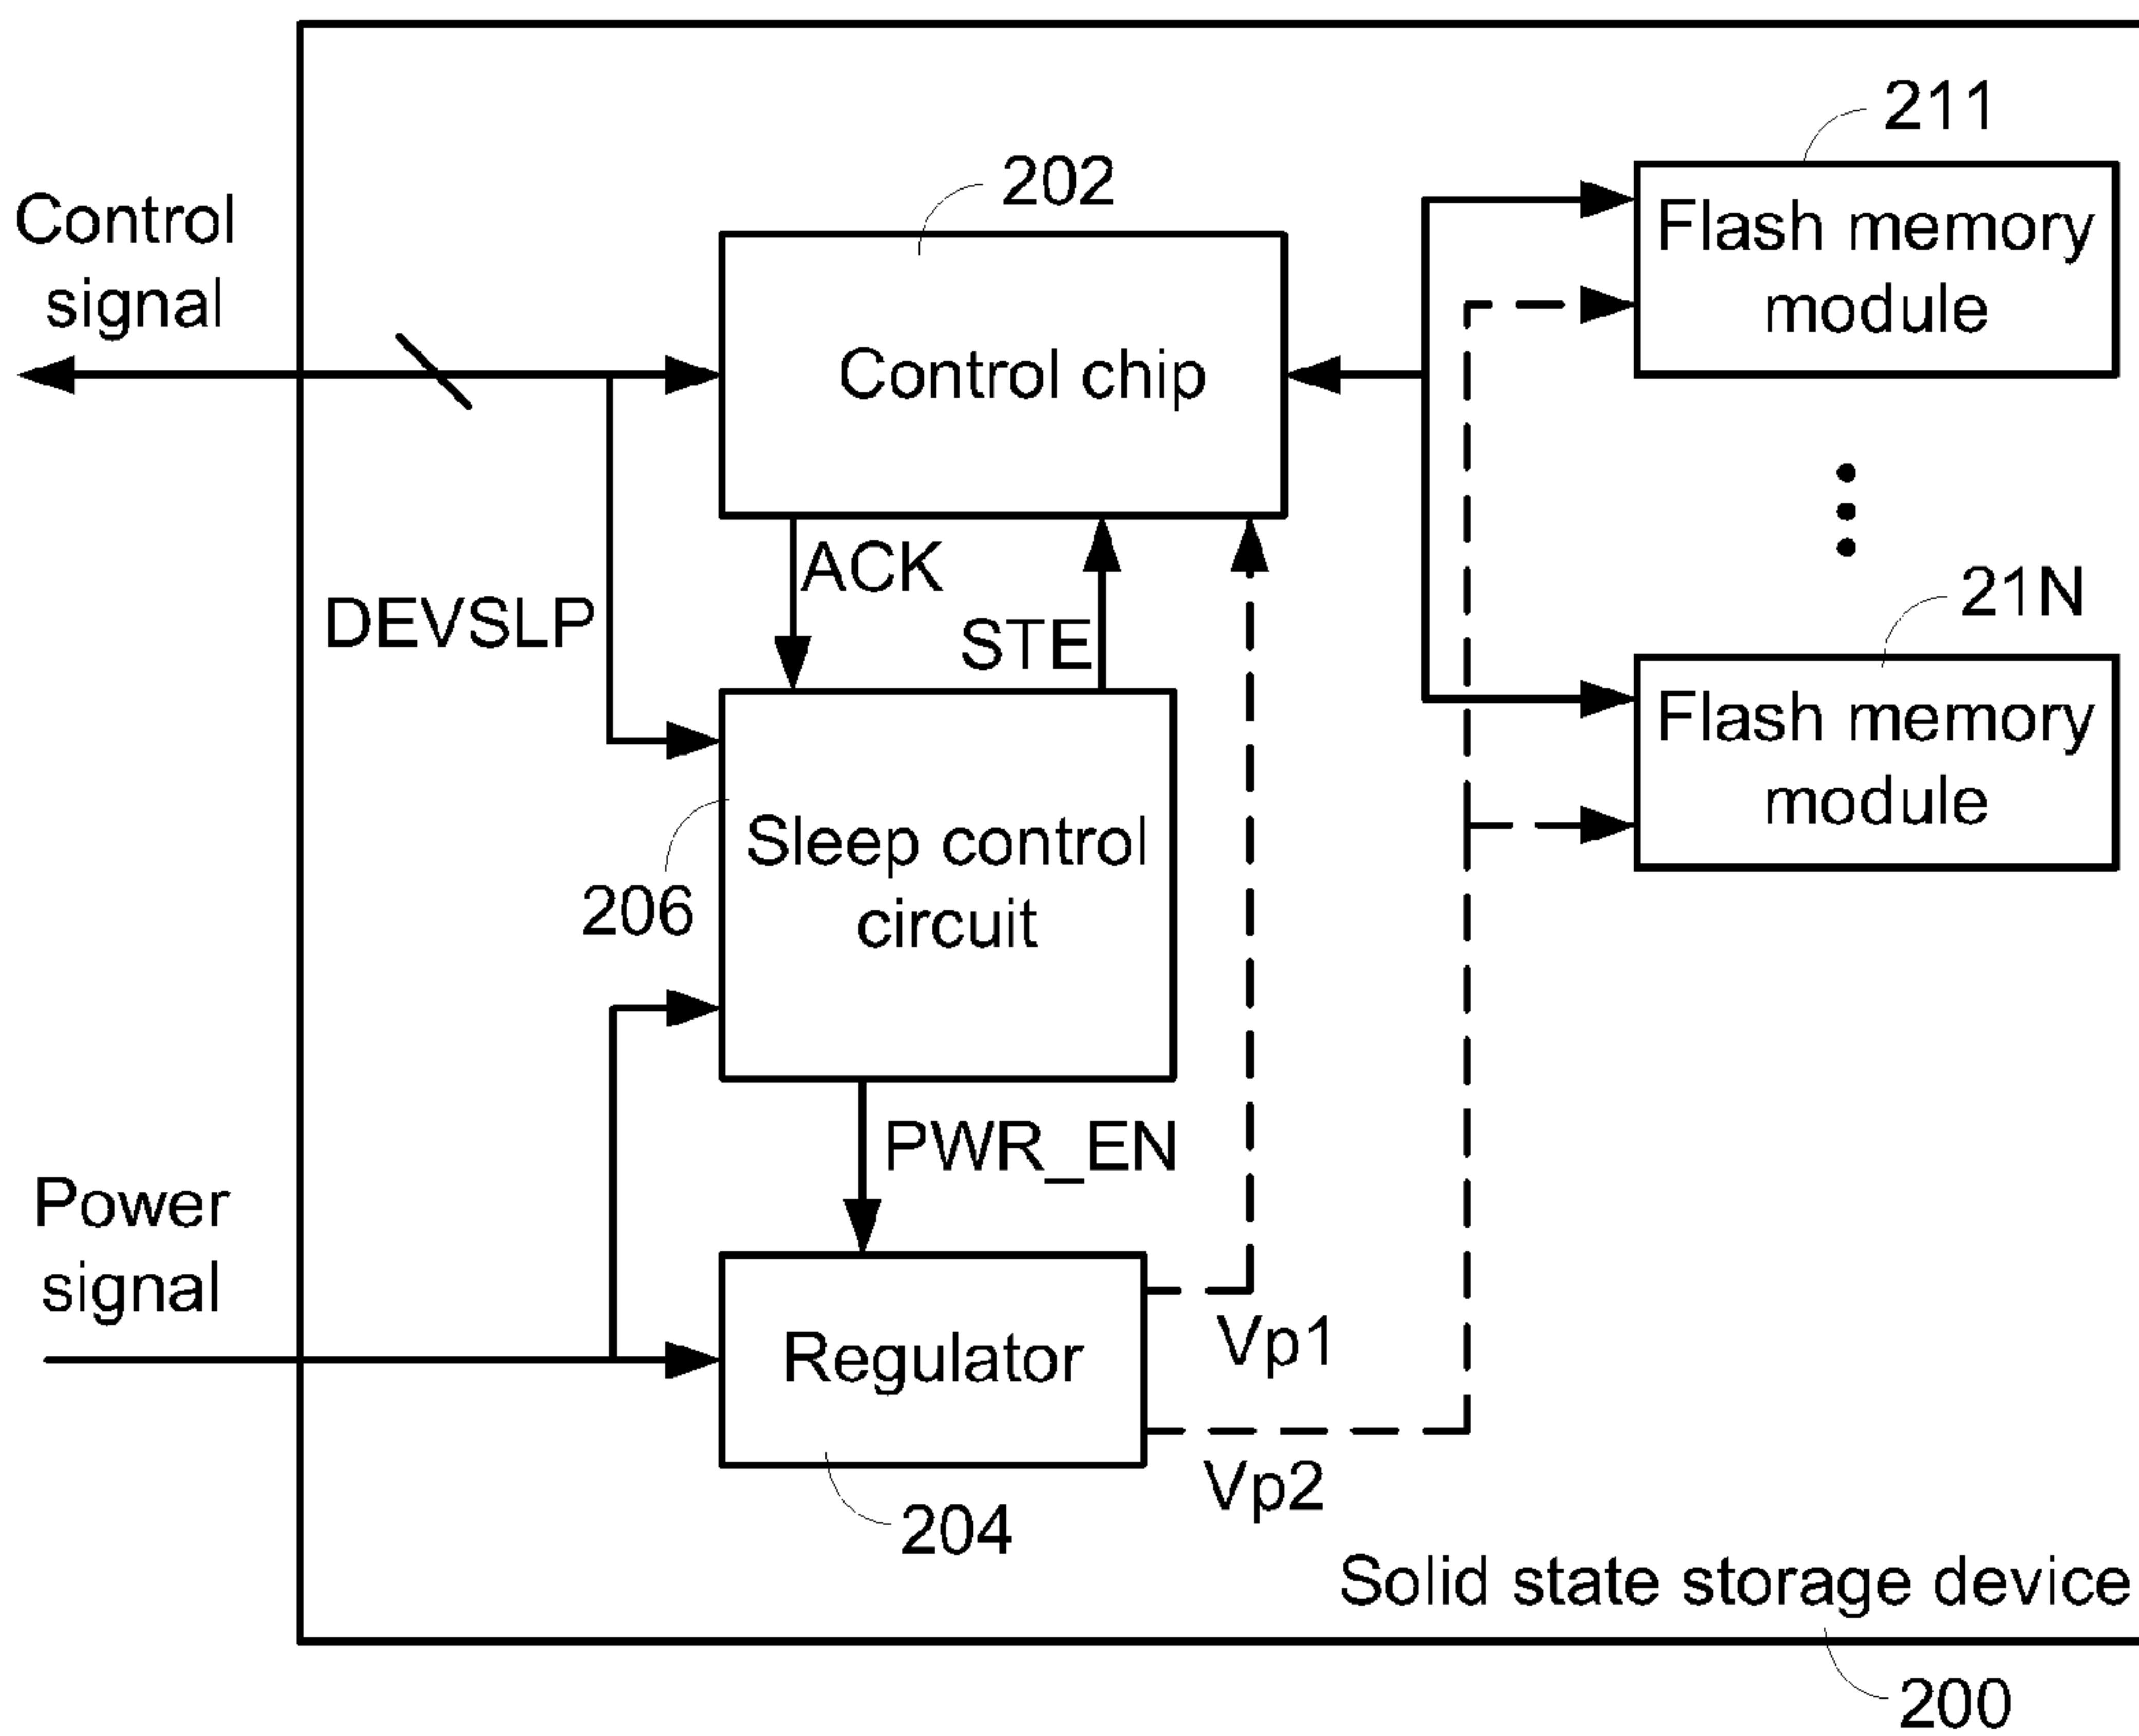 211
202
Control
signal
Flash memory
module
Control chip
ACK
21N
DEVSLP
STE
Flash memory
module
Sleep control
circuit
206
PWR_EN
Power
signal
Regulator
Vp1
Vp2
204
Solid state storage device
200